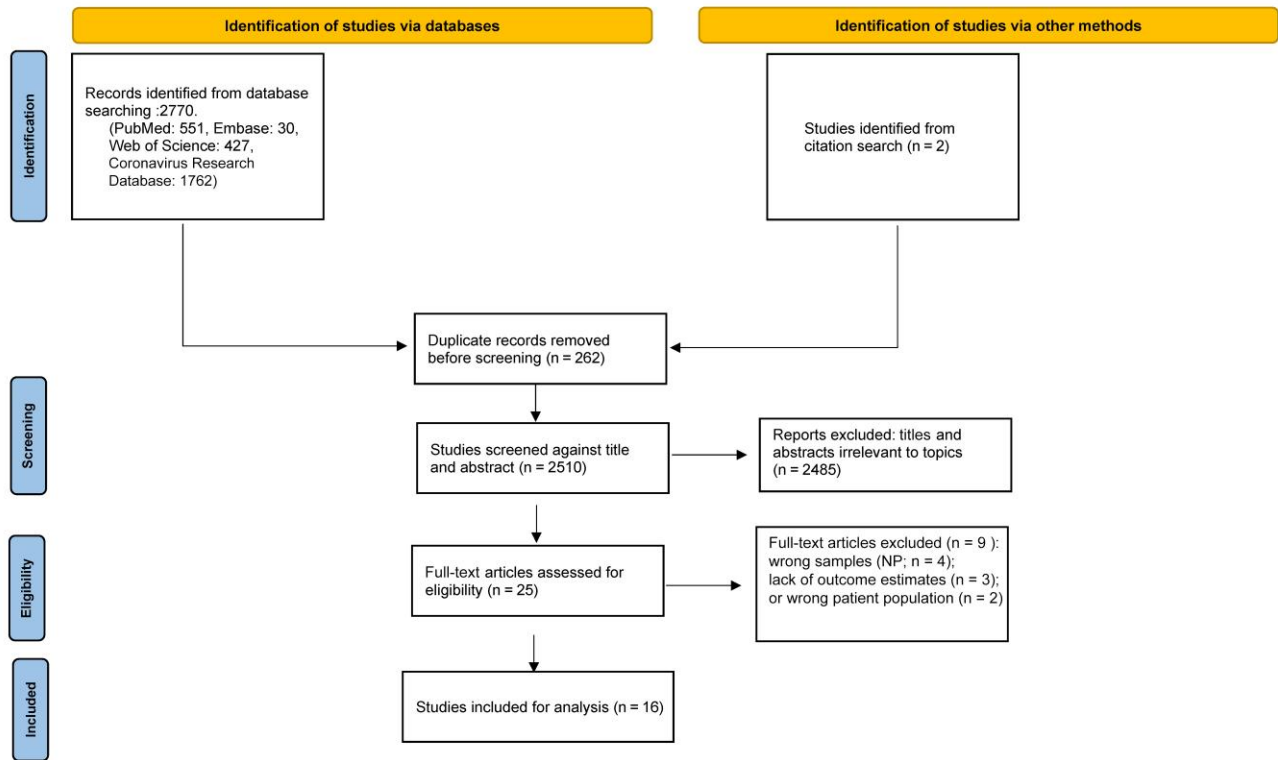 Identification of studies via databases
Identification of studies via other methods
Identification
Records identified from database
searching :2770.
(PubMed: 551, Embase: 30,
Web of Science: 427,
Coronavirus Research
Database: 1762)
Studies identified from
citation search (n = 2)
Duplicate records removed
before screening (n = 262)
Screening
Studies screened against title
and abstract (n = 2510)
Reports excluded: titles and
abstracts irrelevant to topics
(n = 2485)
Eligibility
Full-text articles assessed for
eligibility (n = 25)
Full-text articles excluded (n = 9 ):
wrong samples (NP; n = 4);
lack of outcome estimates (n = 3);
or wrong patient population (n = 2)
Included
Studies included for analysis (n = 16)